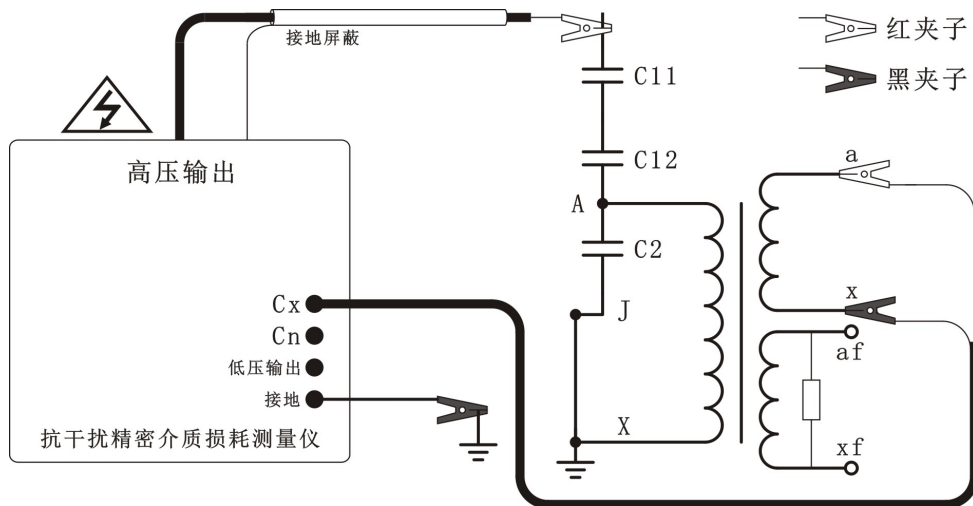 接地屏蔽
红夹子
黑夹子
C11
C12
高压输出
a
A
C2
x
Cx
J
Cn
af
低压输出
接地
X
xf
抗干扰精密介质损耗测量仪